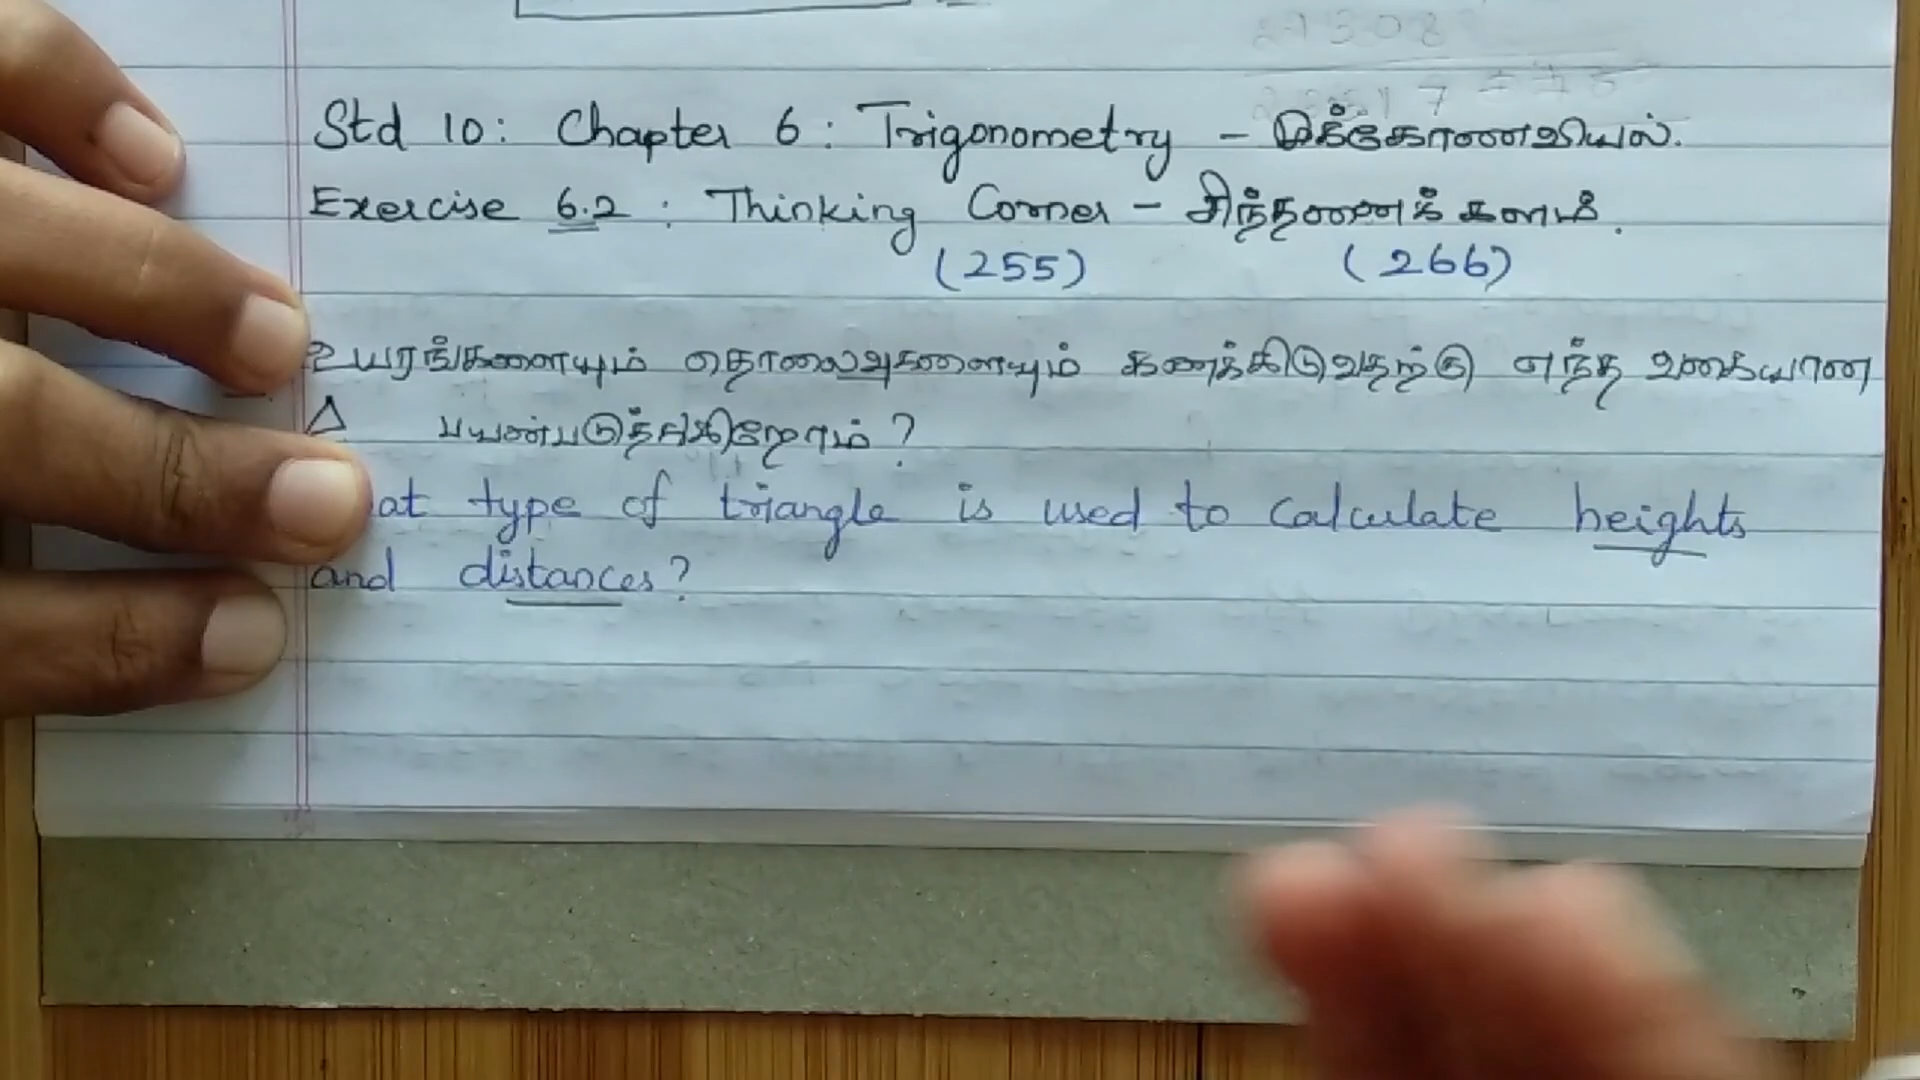 Std 10: Chapter 6: Trigonometry - முக்கோணவியல்.
Exercise 6.2: Thinking Corner - சிந்தனைக் களம்.
(255) (266)
உயரங்களையும் தொலைவுகளையும் கணக்கிடுவதற்கு எந்த வகையான
△ பயன்படுத்துகிறோம்?
at type of triangle is used to calculate heights
and distances?